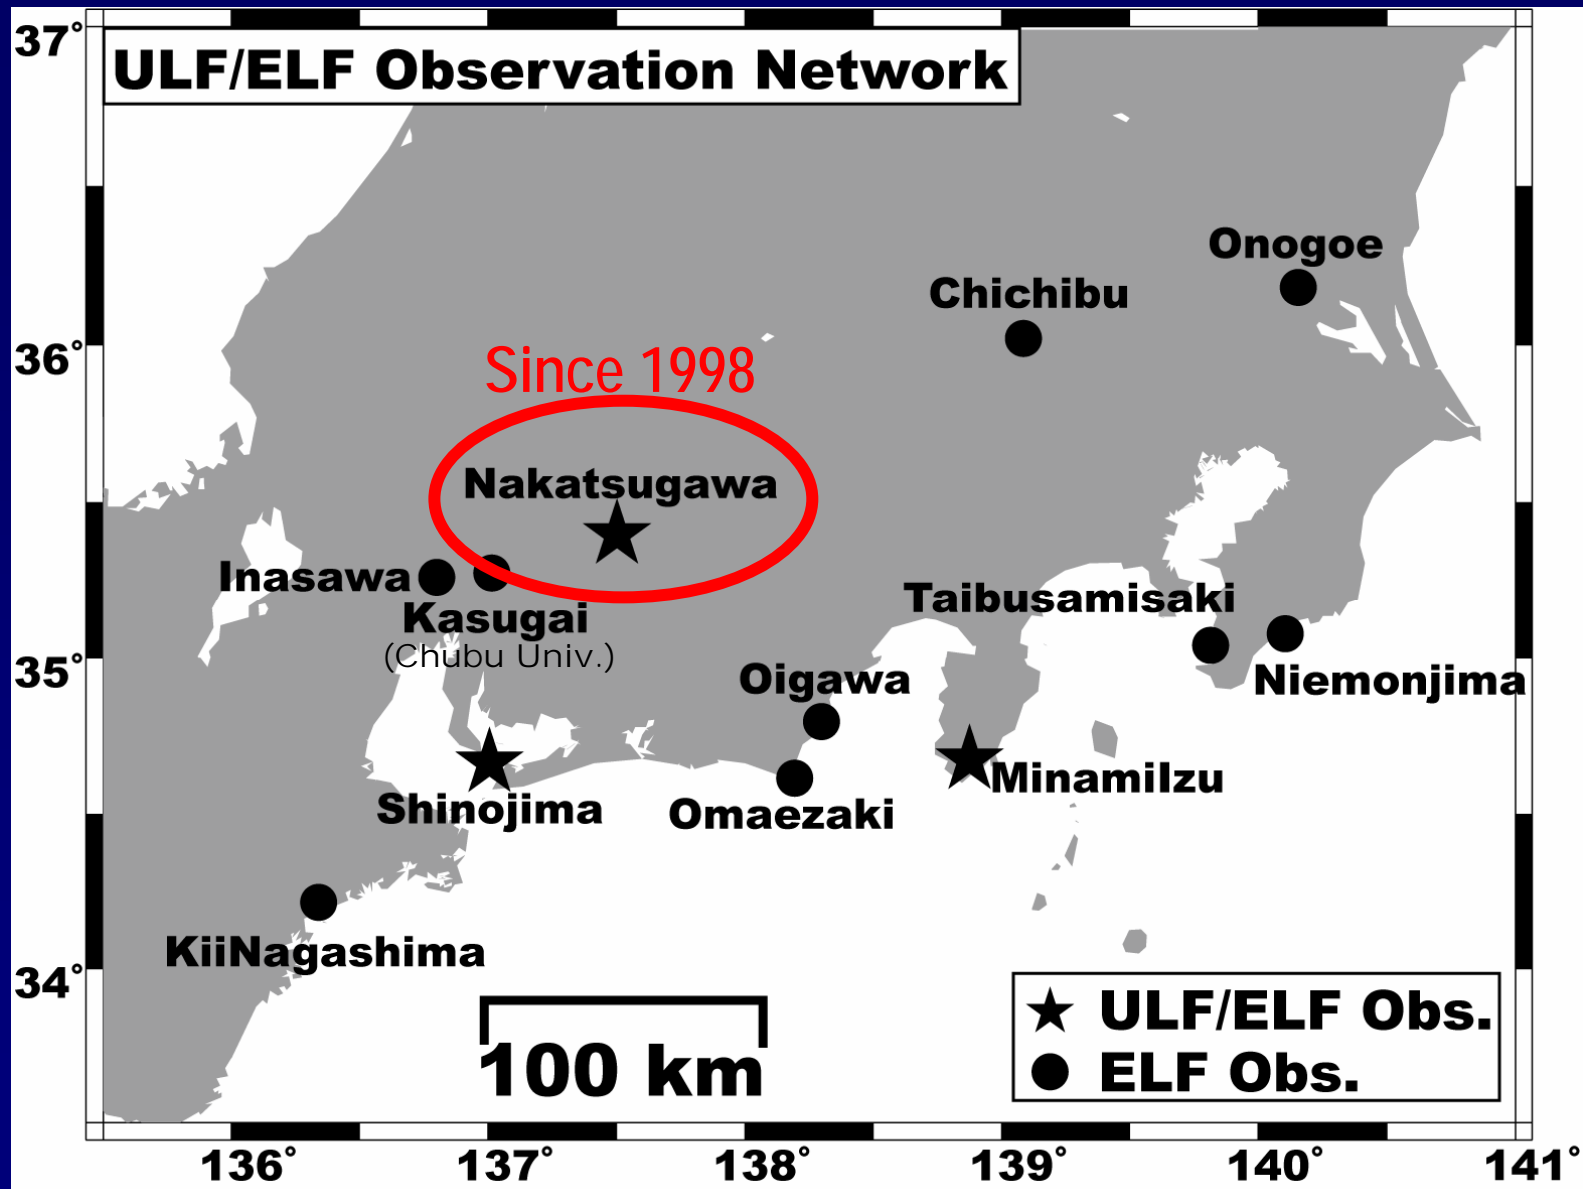 37°
ULF/ELF Observation Network
Onogoe
Chichibu
36°
Since 1998
Nakatsugawa
Inasawa
Kasugai
(Chubu Univ.)
Taibusamisaki
35°
Oigawa
Niemonjima
MinamiIzu
Shinojima
Omaezaki
KiiNagashima
34°
ULF/ELF Obs.
100 km
ELF Obs.
136° 137° 138° 139° 140° 141°